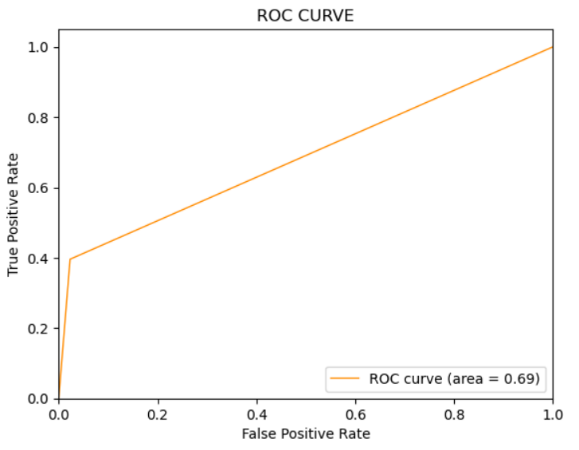 ROC CURVE
1.0
0.8
0.6
0.4
0.2
0.0
True Positive Rate
ROC curve (area = 0.69)
0.0 0.2 0.4 0.6 0.8 1.0
False Positive Rate